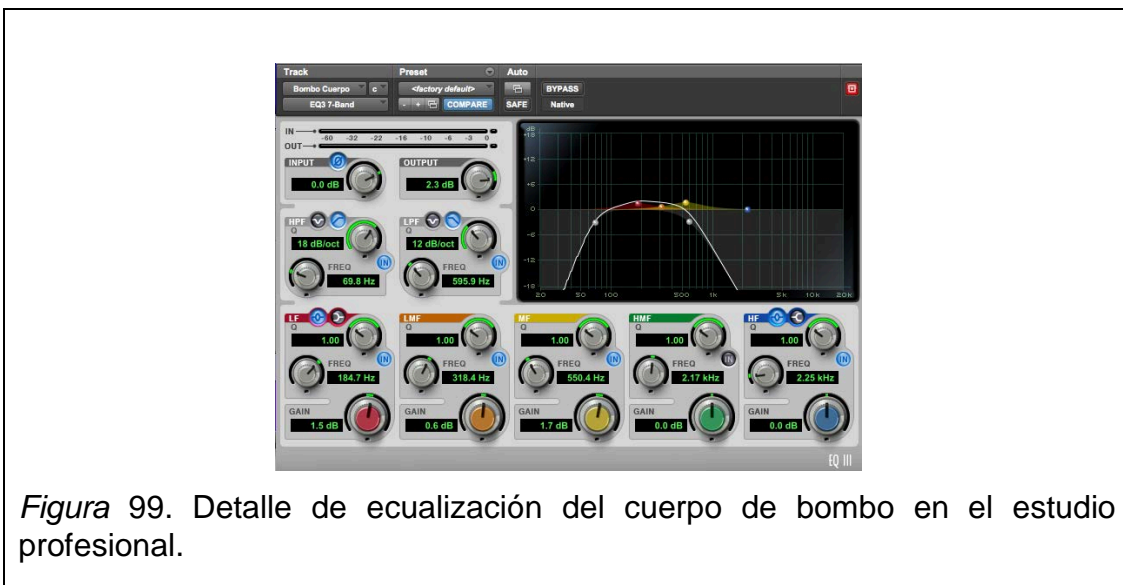 Track Preset Auto
Bombo Cuerpo c <factory default> BYPASS
EQ3 7-Band - + COMPARE SAFE Native
IN -60 -32 -22 -16 -10 -6 -3 0
OUT
INPUT Ø OUTPUT
0.0 dB 2.3 dB
HPF LPF
Q Q
18 dB/oct 12 dB/oct
FREQ IN FREQ IN
69.8 Hz 595.9 Hz
dB
+18
+12
+6
0
-6
-12
-18
20 50 100 500 1k 5k 10k 20k
LF LMF MF HMF HF
Q Q Q Q Q
1.00 1.00 1.00 1.00 1.00
FREQ IN FREQ IN FREQ IN FREQ IN FREQ IN
184.7 Hz 318.4 Hz 550.4 Hz 2.17 kHz 2.25 kHz
GAIN GAIN GAIN GAIN GAIN
1.5 dB 0.6 dB 1.7 dB 0.0 dB 0.0 dB
EQ III
Figura 99. Detalle de ecualización del cuerpo de bombo en el estudio
profesional.